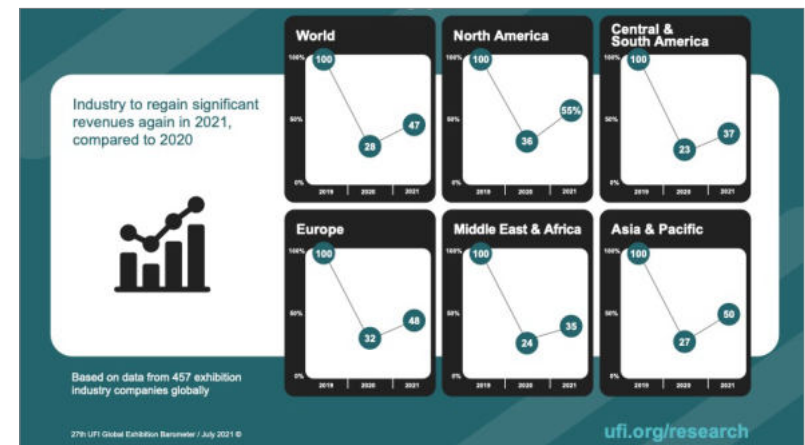 Industry to regain significant
revenues again in 2021,
compared to 2020
Based on data from 457 exhibition
industry companies globally
27th UFI Global Exhibition Barometer / July 2021 ©
World
100%
100
50%
28
47
0%
2019 2020 2021
North America
100%
100
50%
36
55%
0%
2019 2020 2021
Central &
South America
100%
100
50%
23
37
0%
2019 2020 2021
Europe
100%
100
50%
32
48
0%
2019 2020 2021
Middle East & Africa
100%
100
50%
24
35
0%
2019 2020 2021
Asia & Pacific
100%
100
50%
27
50
0%
2019 2020 2021
ufi.org/research